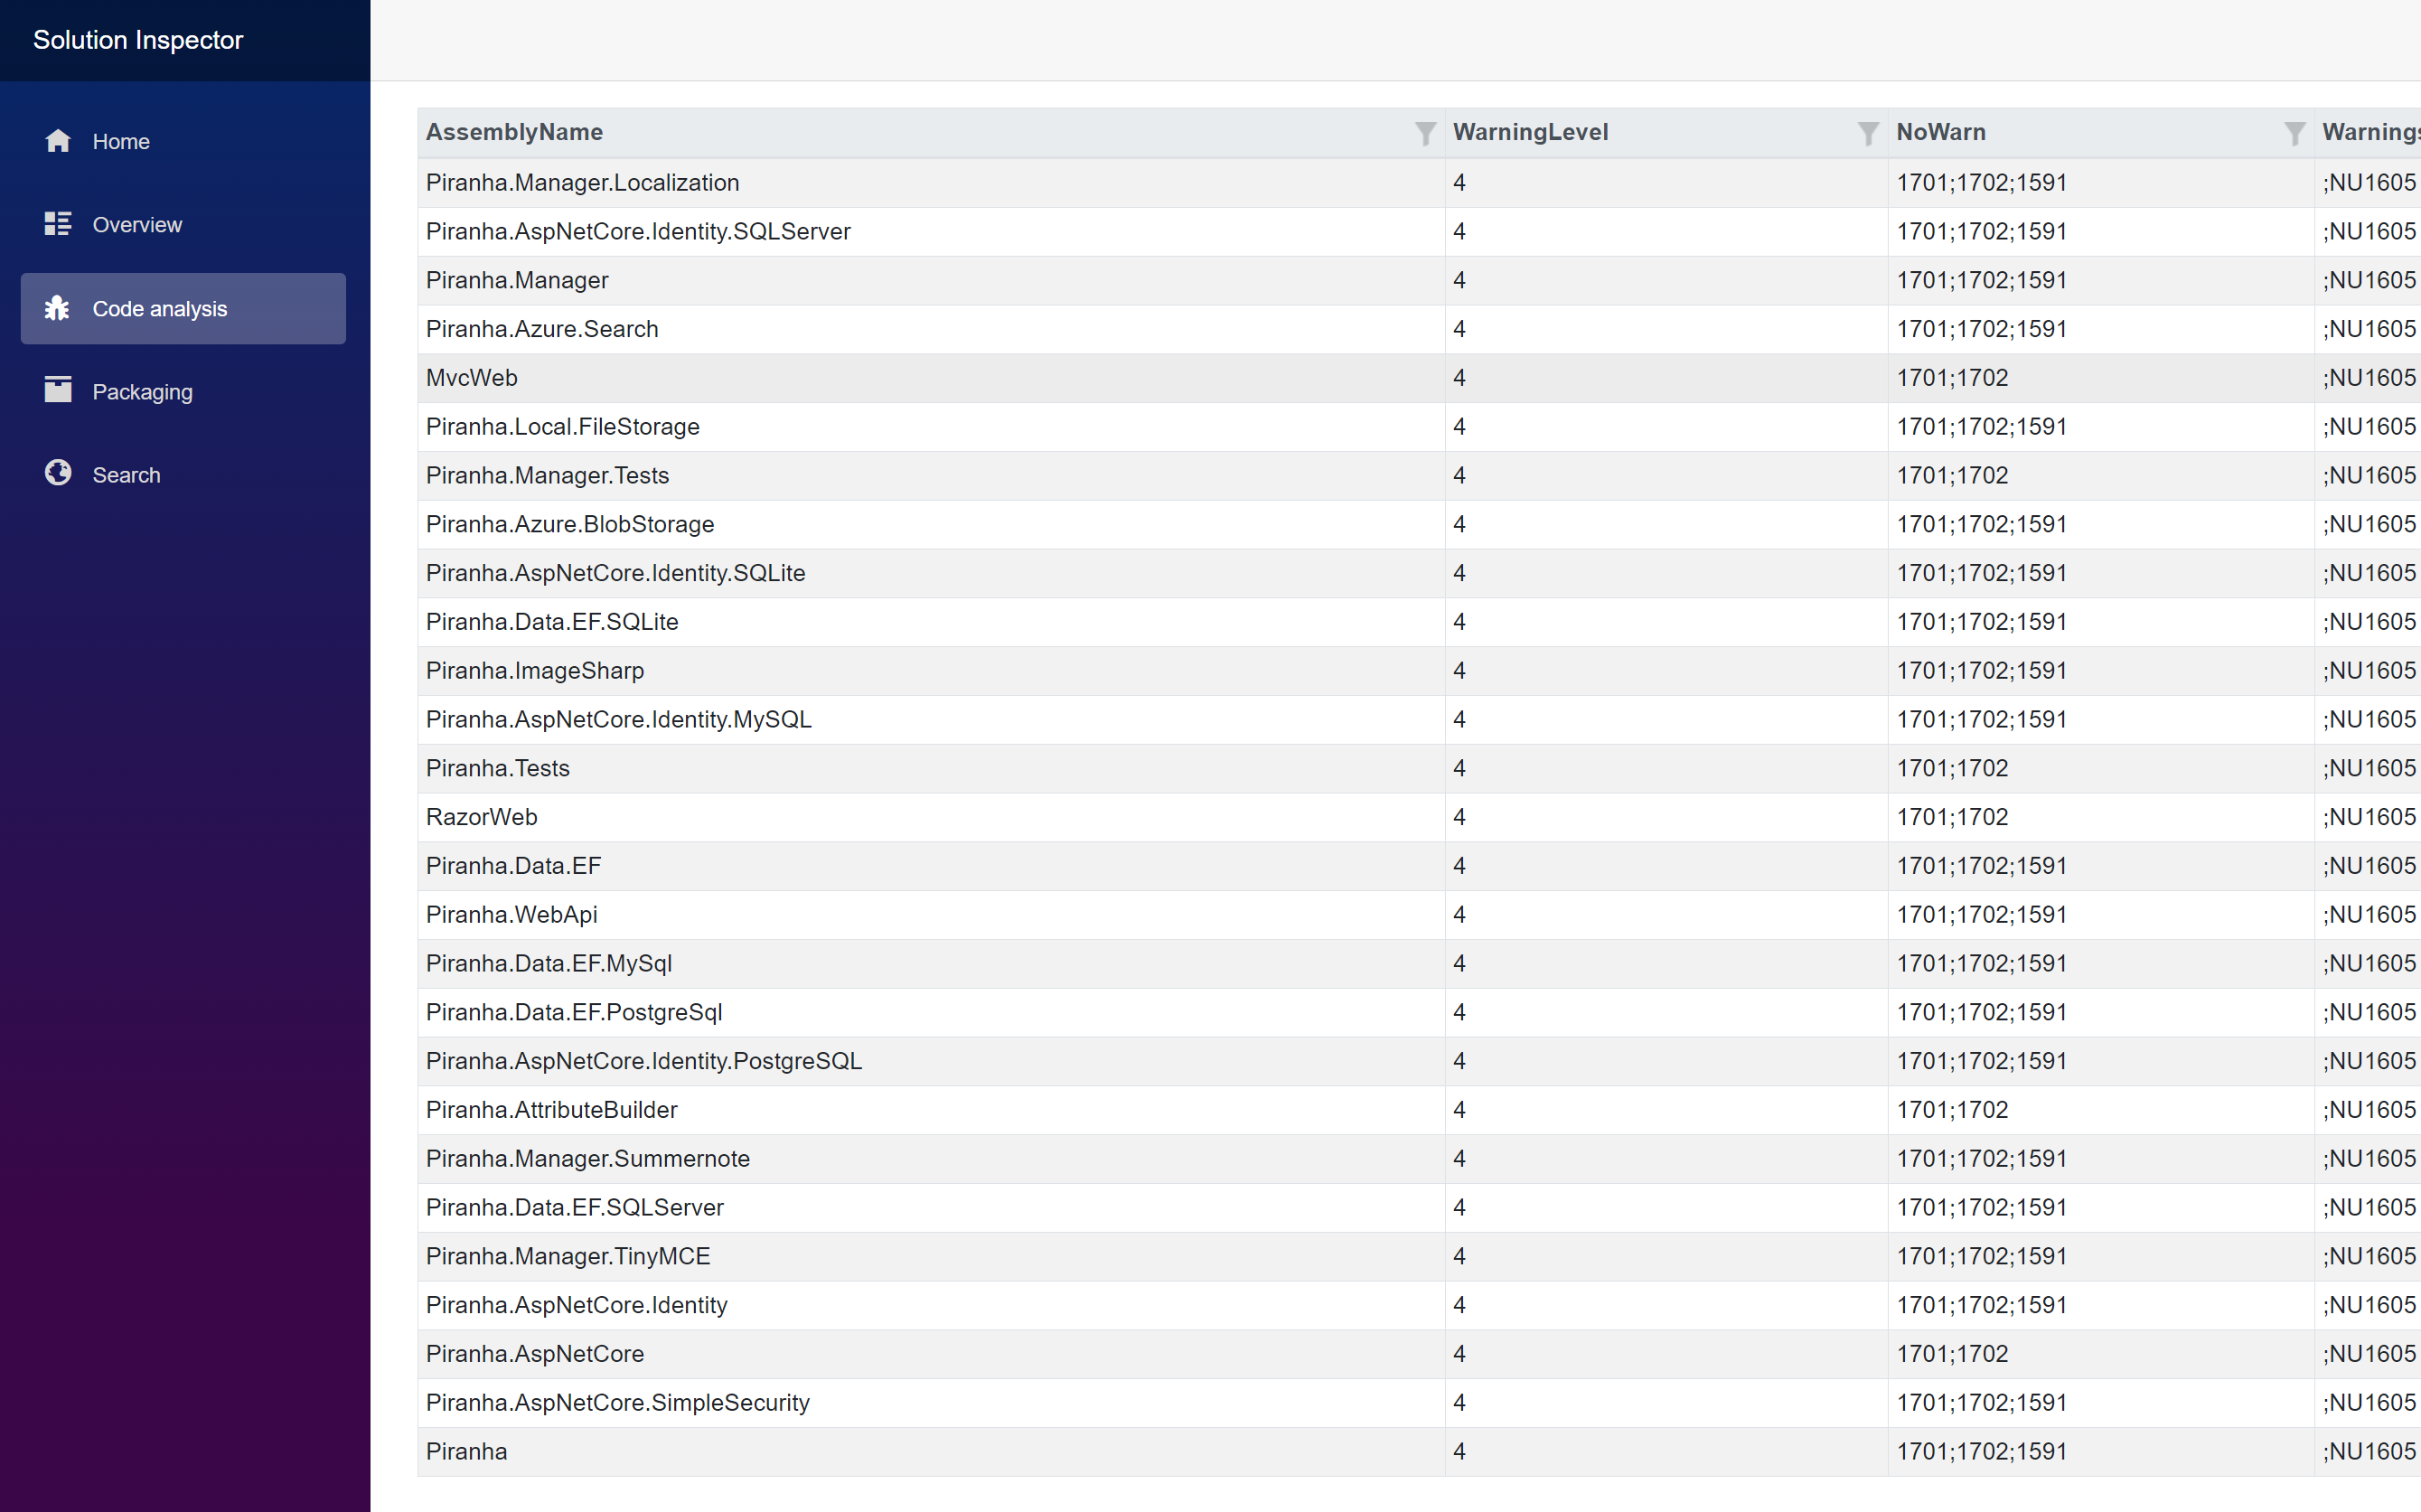 Solution Inspector
Home
Overview
Code analysis
Packaging
Search
AssemblyName WarningLevel NoWarn Warnings
Piranha.Manager.Localization 4 1701;1702;1591 ;NU1605
Piranha.AspNetCore.Identity.SQLServer 4 1701;1702;1591 ;NU1605
Piranha.Manager 4 1701;1702;1591 ;NU1605
Piranha.Azure.Search 4 1701;1702;1591 ;NU1605
MvcWeb 4 1701;1702 ;NU1605
Piranha.Local.FileStorage 4 1701;1702;1591 ;NU1605
Piranha.Manager.Tests 4 1701;1702 ;NU1605
Piranha.Azure.BlobStorage 4 1701;1702;1591 ;NU1605
Piranha.AspNetCore.Identity.SQLite 4 1701;1702;1591 ;NU1605
Piranha.Data.EF.SQLite 4 1701;1702;1591 ;NU1605
Piranha.ImageSharp 4 1701;1702;1591 ;NU1605
Piranha.AspNetCore.Identity.MySQL 4 1701;1702;1591 ;NU1605
Piranha.Tests 4 1701;1702 ;NU1605
RazorWeb 4 1701;1702 ;NU1605
Piranha.Data.EF 4 1701;1702;1591 ;NU1605
Piranha.WebApi 4 1701;1702;1591 ;NU1605
Piranha.Data.EF.MySql 4 1701;1702;1591 ;NU1605
Piranha.Data.EF.PostgreSql 4 1701;1702;1591 ;NU1605
Piranha.AspNetCore.Identity.PostgreSQL 4 1701;1702;1591 ;NU1605
Piranha.AttributeBuilder 4 1701;1702 ;NU1605
Piranha.Manager.Summernote 4 1701;1702;1591 ;NU1605
Piranha.Data.EF.SQLServer 4 1701;1702;1591 ;NU1605
Piranha.Manager.TinyMCE 4 1701;1702;1591 ;NU1605
Piranha.AspNetCore.Identity 4 1701;1702;1591 ;NU1605
Piranha.AspNetCore 4 1701;1702 ;NU1605
Piranha.AspNetCore.SimpleSecurity 4 1701;1702;1591 ;NU1605
Piranha 4 1701;1702;1591 ;NU1605